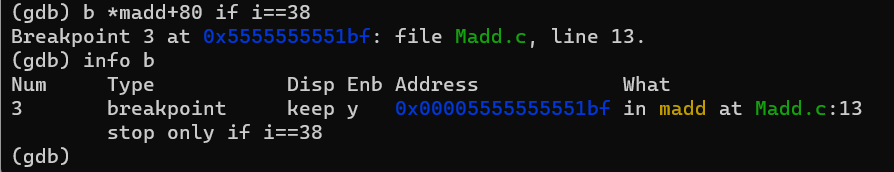 (gdb) b *madd+80 if i==38
Breakpoint 3 at 0x5555555551bf: file Madd.c, line 13.
(gdb) info b
Num     Type           Disp Enb Address            What
3       breakpoint     keep y   0x00005555555551bf in madd at Madd.c:13
        stop only if i==38
(gdb)